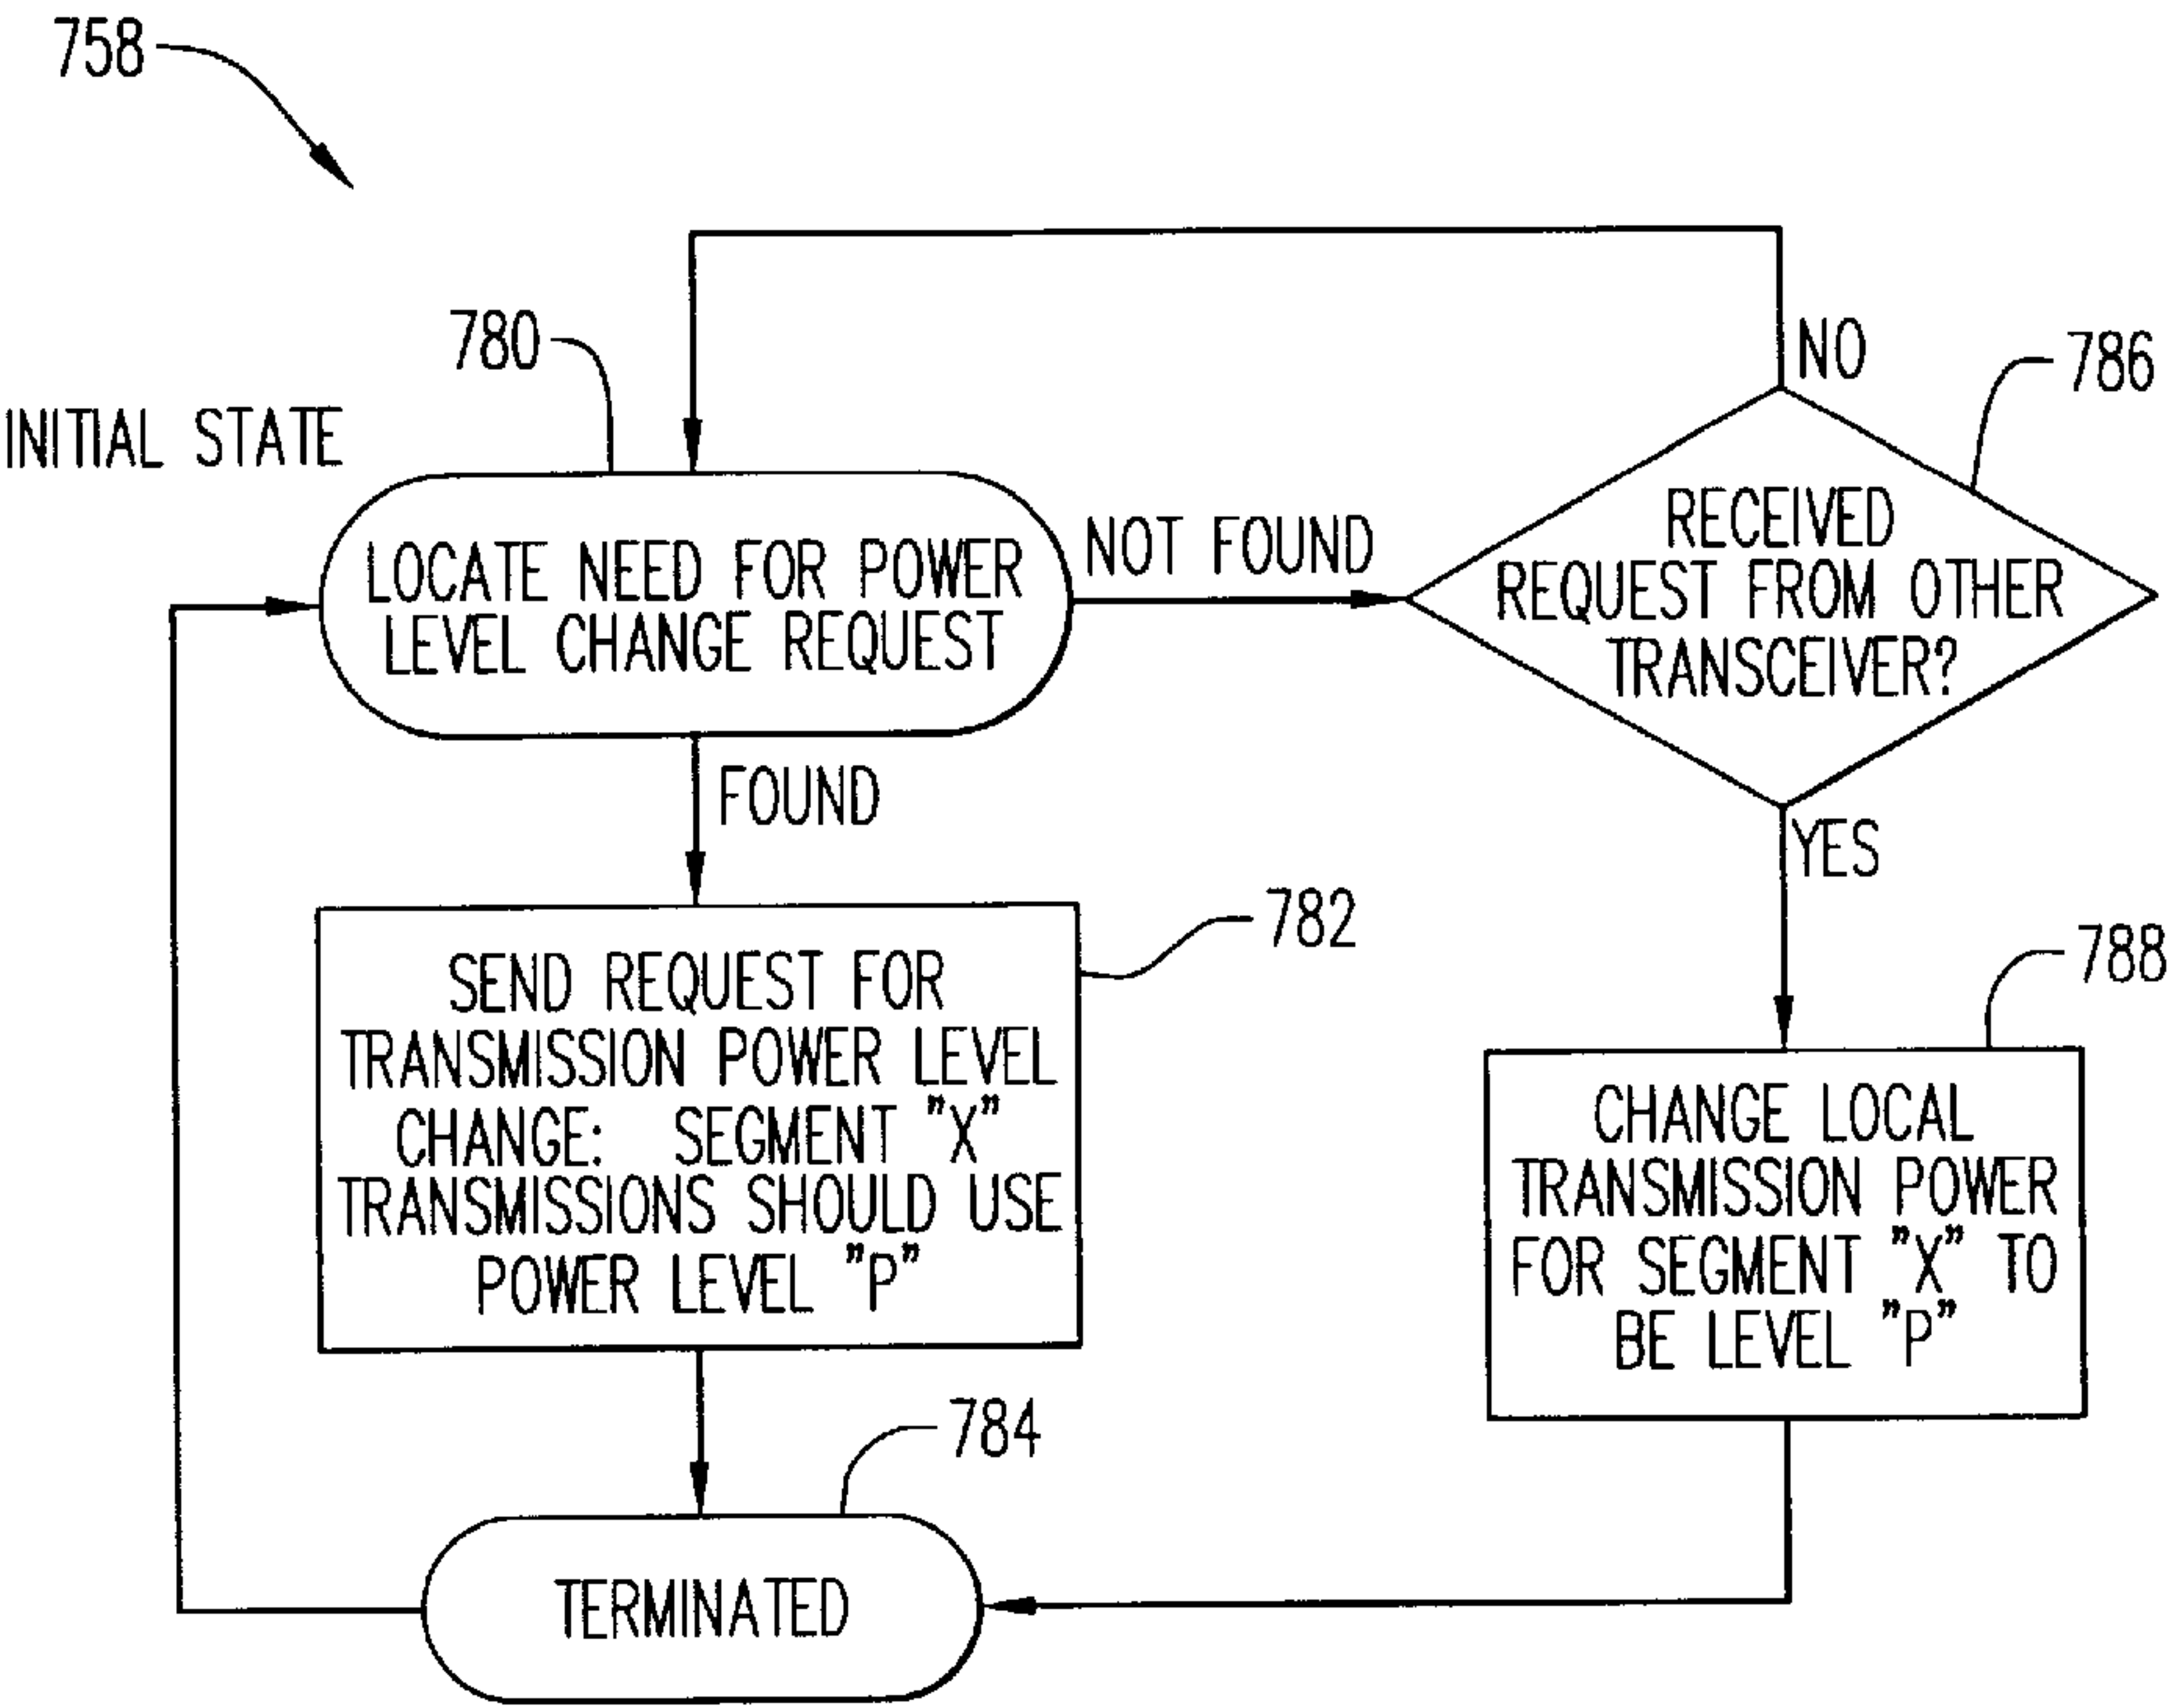 758
780
NO
786
INITIAL STATE
LOCATE NEED FOR POWER
LEVEL CHANGE REQUEST
NOT FOUND
RECEIVED
REQUEST FROM OTHER
TRANSCEIVER?
FOUND
YES
782
SEND REQUEST FOR
TRANSMISSION POWER LEVEL
CHANGE: SEGMENT "X"
TRANSMISSIONS SHOULD USE
POWER LEVEL "P"
788
CHANGE LOCAL
TRANSMISSION POWER
FOR SEGMENT "X" TO
BE LEVEL "P"
784
TERMINATED